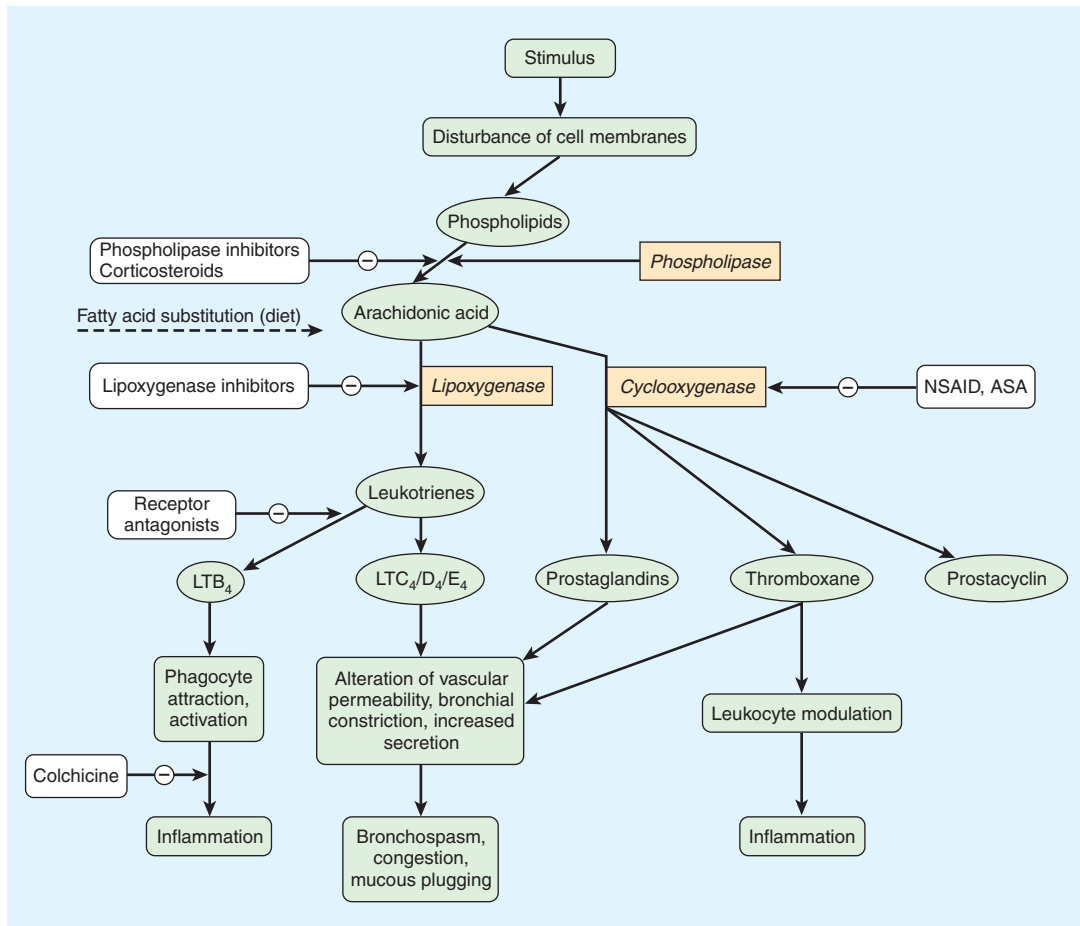 Stimulus
Disturbance of cell membranes
Phospholipids
Phospholipase inhibitors
Corticosteroids
−
Phospholipase
Arachidonic acid
Fatty acid substitution (diet)
Lipoxygenase inhibitors
−
Lipoxygenase
Cyclooxygenase
−
NSAID, ASA
Leukotrienes
Receptor
antagonists
−
LTB₄
LTC₄/D₄/E₄
Prostaglandins
Thromboxane
Prostacyclin
Phagocyte
attraction,
activation
Alteration of vascular
permeability, bronchial
constriction, increased
secretion
Leukocyte modulation
Colchicine
−
Inflammation
Bronchospasm,
congestion,
mucous plugging
Inflammation